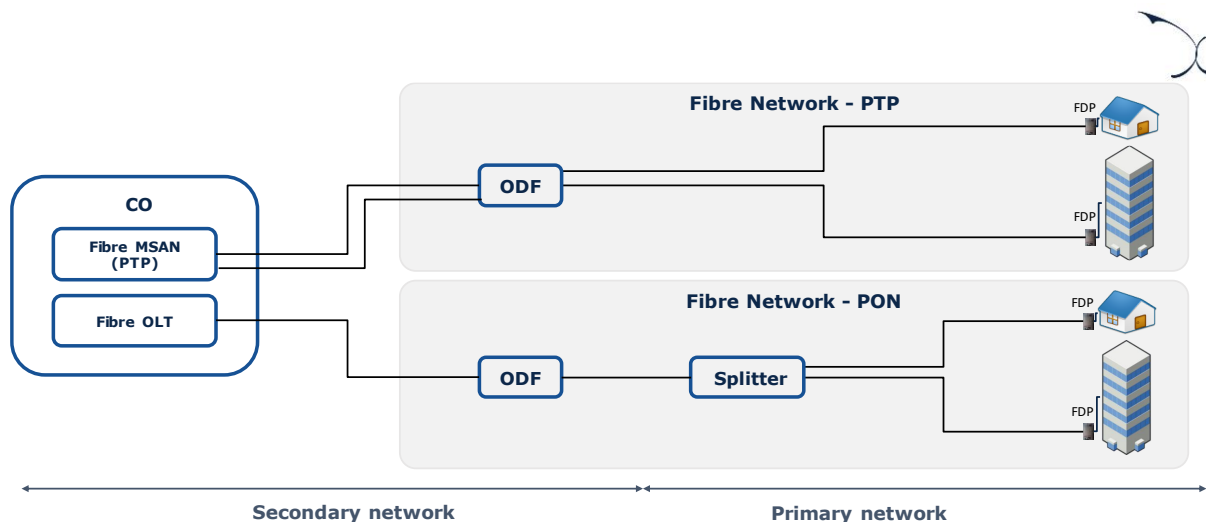 Fibre Network - PTP
FDP
ODF
CO
Fibre MSAN
(PTP)
FDP
Fibre OLT
Fibre Network - PON
FDP
ODF
Splitter
FDP
Secondary network
Primary network